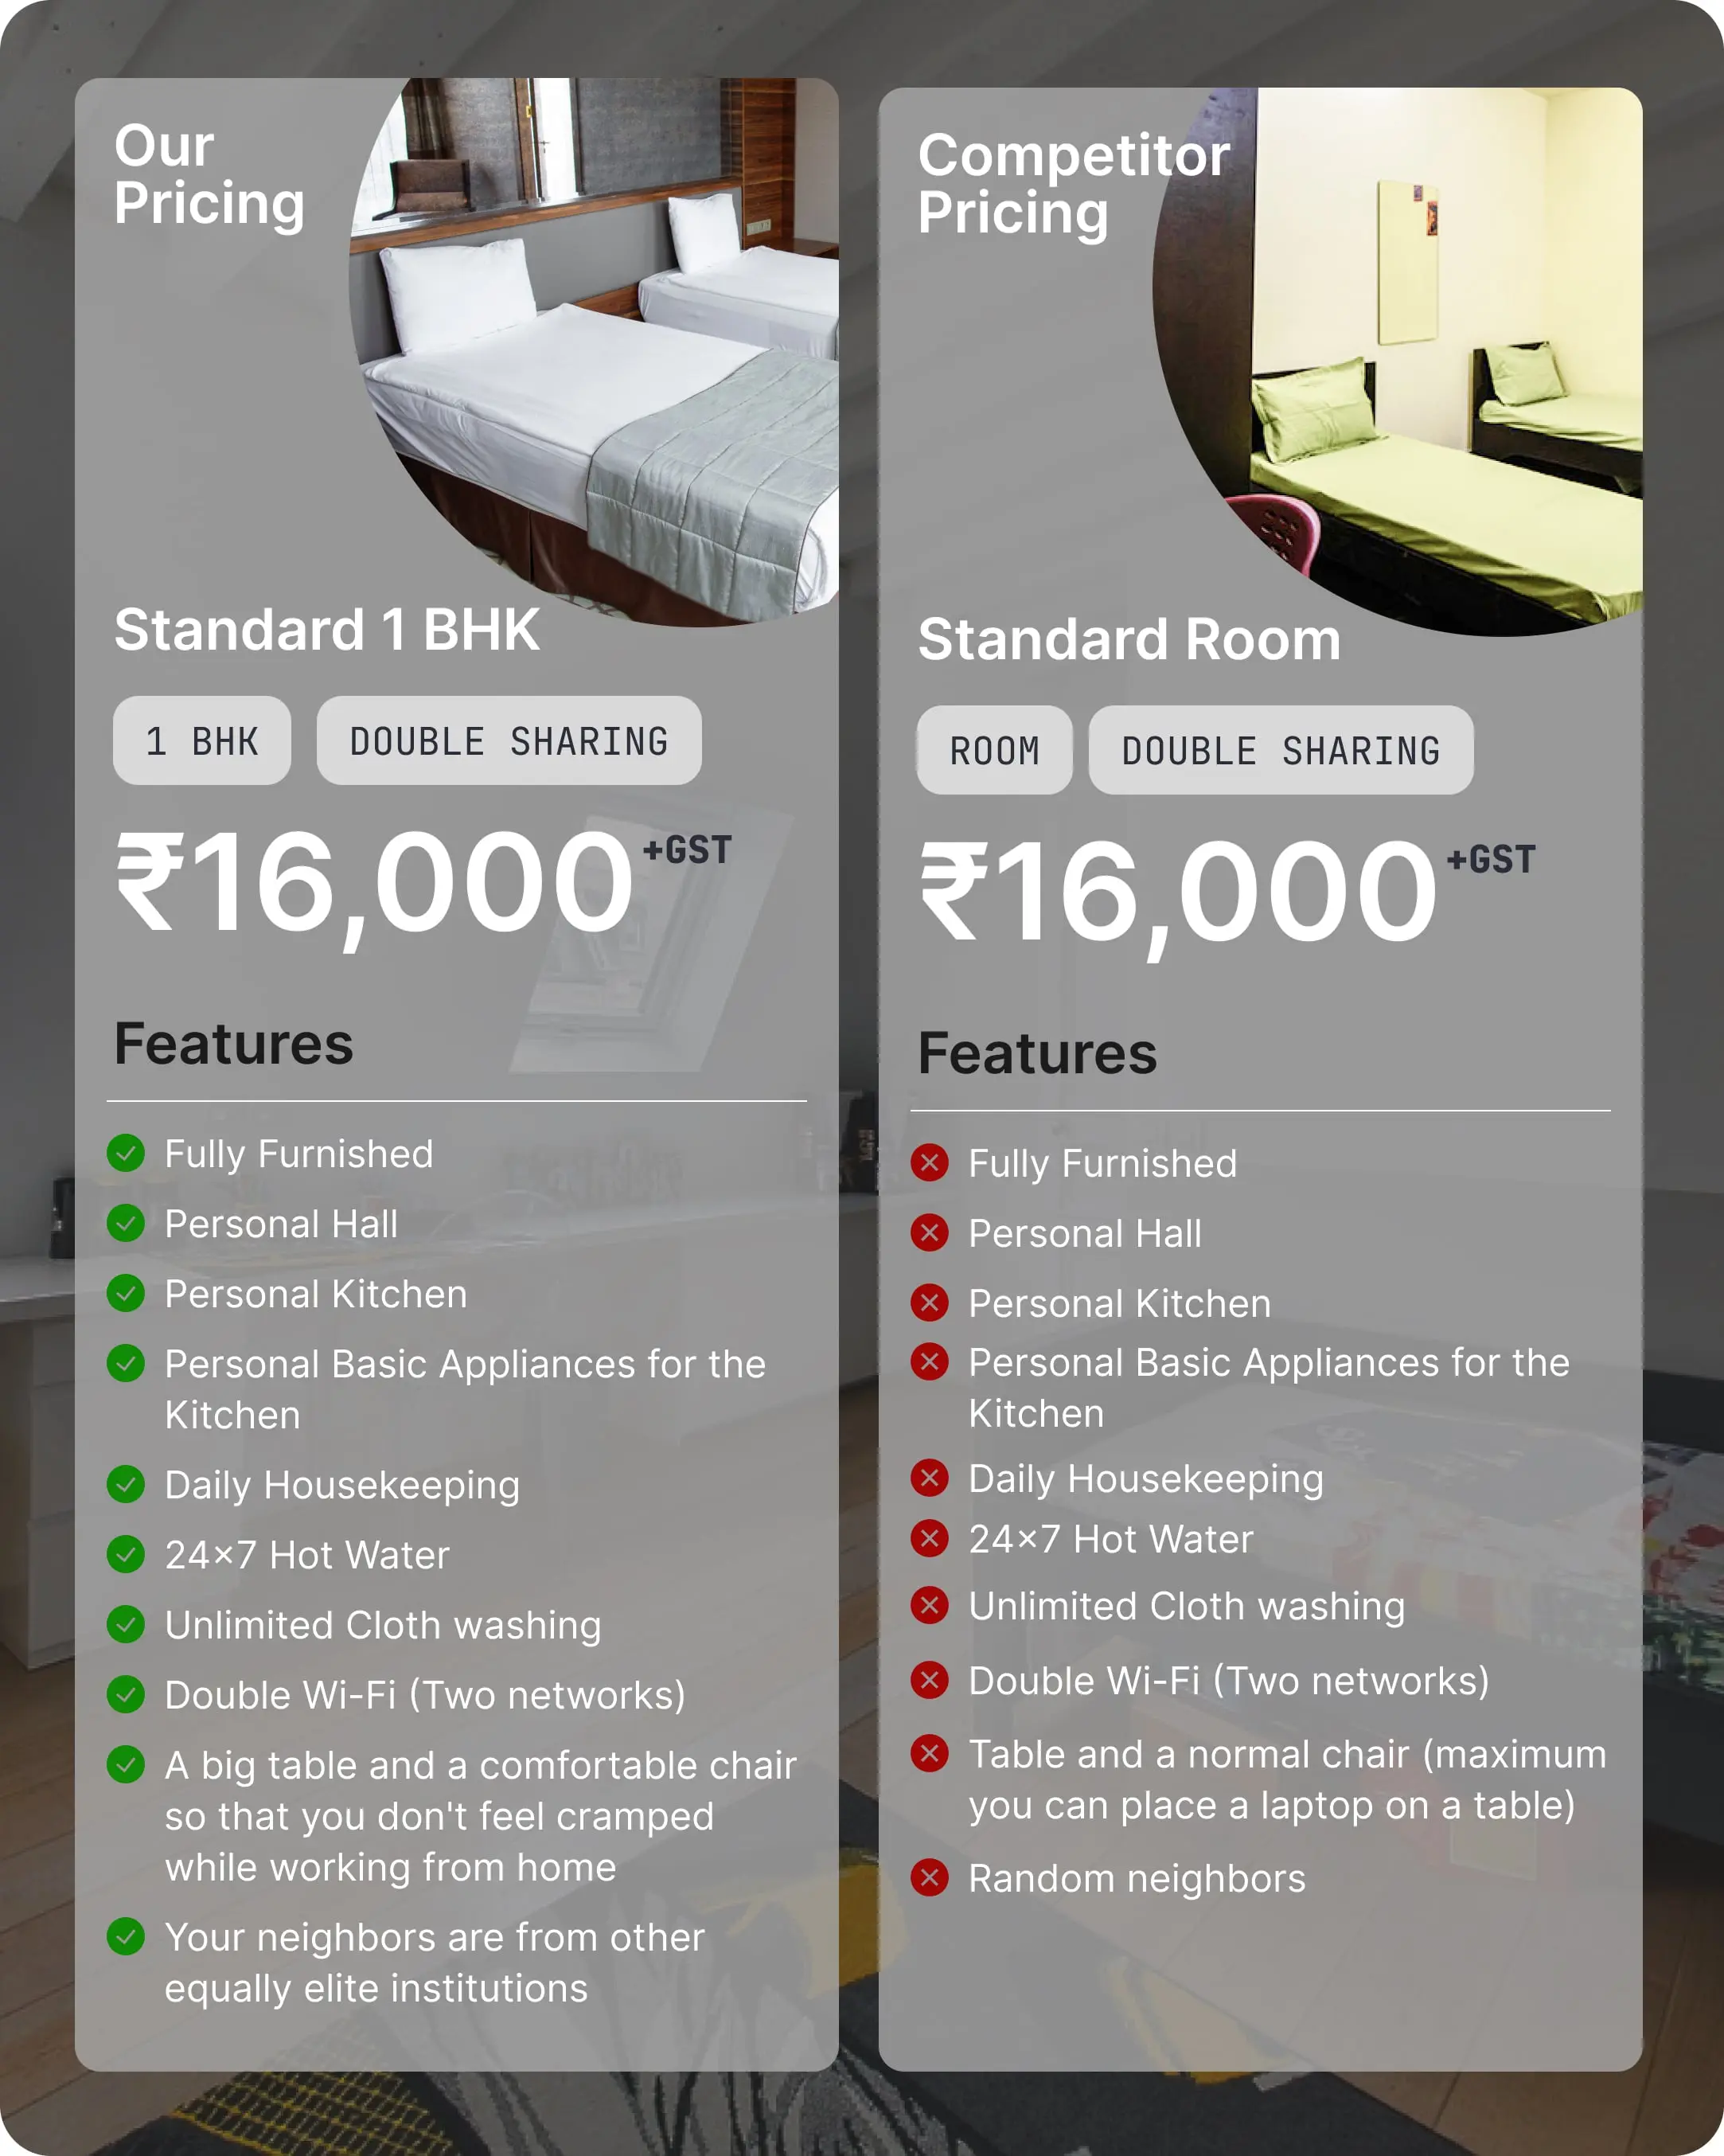 Our
Pricing
Standard 1 BHK
1 BHK
DOUBLE SHARING
₹16,000 +GST
Features
Fully Furnished
Personal Hall
Personal Kitchen
Personal Basic Appliances for the
Kitchen
Daily Housekeeping
24×7 Hot Water
Unlimited Cloth washing
Double Wi-Fi (Two networks)
A big table and a comfortable chair
so that you don't feel cramped
while working from home
Your neighbors are from other
equally elite institutions
Competitor
Pricing
Standard Room
ROOM
DOUBLE SHARING
₹16,000 +GST
Features
Fully Furnished
Personal Hall
Personal Kitchen
Personal Basic Appliances for the
Kitchen
Daily Housekeeping
24×7 Hot Water
Unlimited Cloth washing
Double Wi-Fi (Two networks)
Table and a normal chair (maximum
you can place a laptop on a table)
Random neighbors